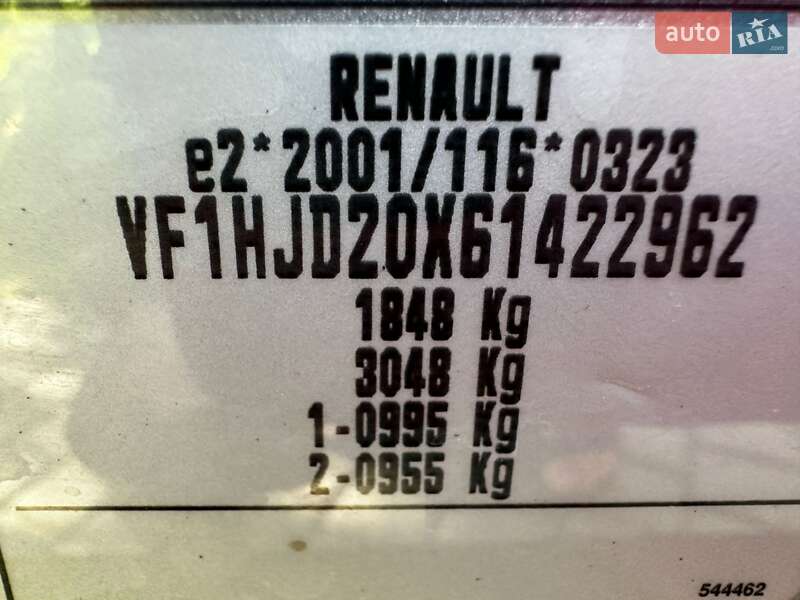 auto RIA .com
RENAULT
e2*2001/116*0323
VF1HJD20X61422962
1848 Kg
3048 Kg
1-0995 Kg
2-0955 Kg
544462